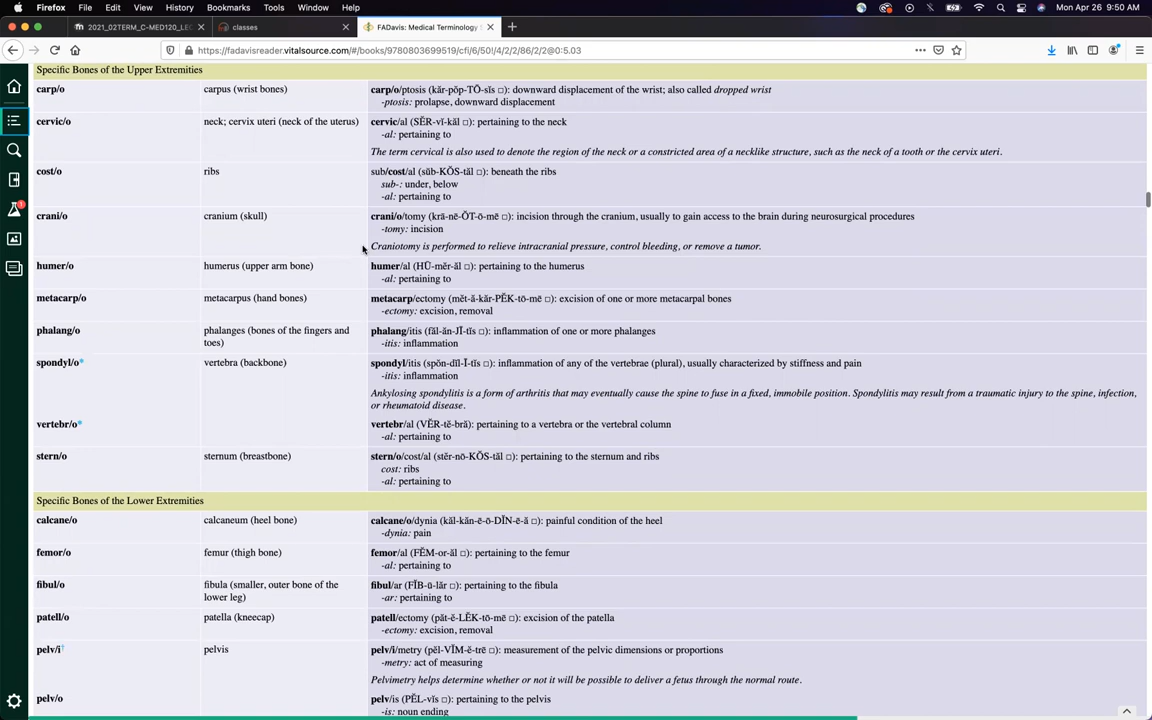 Firefox File Edit View History Bookmarks Tools Window Help Mon Apr 26 9:50 AM
2021_02TERM_C-MED120_LEC classes FADavis: Medical Terminology
https://fadavisreader.vitalsource.com/#/books/9780803699519/cfi/6/50!/4/2/2/86/2/2@0:5.03
Specific Bones of the Upper Extremities
carp/o carpus (wrist bones) carp/o/ptosis (kăr-pŏp-TŌ-sĭs □): downward displacement of the wrist; also called dropped wrist
-ptosis: prolapse, downward displacement
cervic/o neck; cervix uteri (neck of the uterus) cervic/al (SĔR-vĭ-kăl □): pertaining to the neck
-al: pertaining to
The term cervical is also used to denote the region of the neck or a constricted area of a necklike structure, such as the neck of a tooth or the cervix uteri.
cost/o ribs sub/cost/al (sŭb-KŎS-tăl □): beneath the ribs
sub-: under, below
-al: pertaining to
crani/o cranium (skull) crani/o/tomy (krā-nē-ŎT-ō-mē □): incision through the cranium, usually to gain access to the brain during neurosurgical procedures
-tomy: incision
Craniotomy is performed to relieve intracranial pressure, control bleeding, or remove a tumor.
humer/o humerus (upper arm bone) humer/al (HŪ-mĕr-ăl □): pertaining to the humerus
-al: pertaining to
metacarp/o metacarpus (hand bones) metacarp/ectomy (mĕt-ă-kăr-PĔK-tō-mē □): excision of one or more metacarpal bones
-ectomy: excision, removal
phalang/o phalanges (bones of the fingers and phalang/itis (făl-ăn-JĪ-tĭs □): inflammation of one or more phalanges
toes) -itis: inflammation
spondyl/o* vertebra (backbone) spondyl/itis (spŏn-dĭl-Ī-tĭs □): inflammation of any of the vertebrae (plural), usually characterized by stiffness and pain
-itis: inflammation
Ankylosing spondylitis is a form of arthritis that may eventually cause the spine to fuse in a fixed, immobile position. Spondylitis may result from a traumatic injury to the spine, infection,
or rheumatoid disease.
vertebr/o* vertebr/al (VĔR-tĕ-brăl): pertaining to a vertebra or the vertebral column
-al: pertaining to
stern/o sternum (breastbone) stern/o/cost/al (stĕr-nō-KŎS-tăl □): pertaining to the sternum and ribs
cost: ribs
-al: pertaining to
Specific Bones of the Lower Extremities
calcane/o calcaneum (heel bone) calcane/o/dynia (kăl-kăn-ē-ō-DĬN-ē-ă □): painful condition of the heel
-dynia: pain
femor/o femur (thigh bone) femor/al (FĔM-or-ăl □): pertaining to the femur
-al: pertaining to
fibul/o fibula (smaller, outer bone of the fibul/ar (FĬB-ū-lăr □): pertaining to the fibula
lower leg) -ar: pertaining to
patell/o patella (kneecap) patell/ectomy (păt-ĕ-LĔK-tō-mē □): excision of the patella
-ectomy: excision, removal
pelv/i† pelvis pelv/i/metry (pĕl-VĬM-ĕ-trē □): measurement of the pelvic dimensions or proportions
-metry: act of measuring
Pelvimetry helps determine whether or not it will be possible to deliver a fetus through the normal route.
pelv/o pelv/is (PĔL-vĭs □): pertaining to the pelvis
-is: noun ending